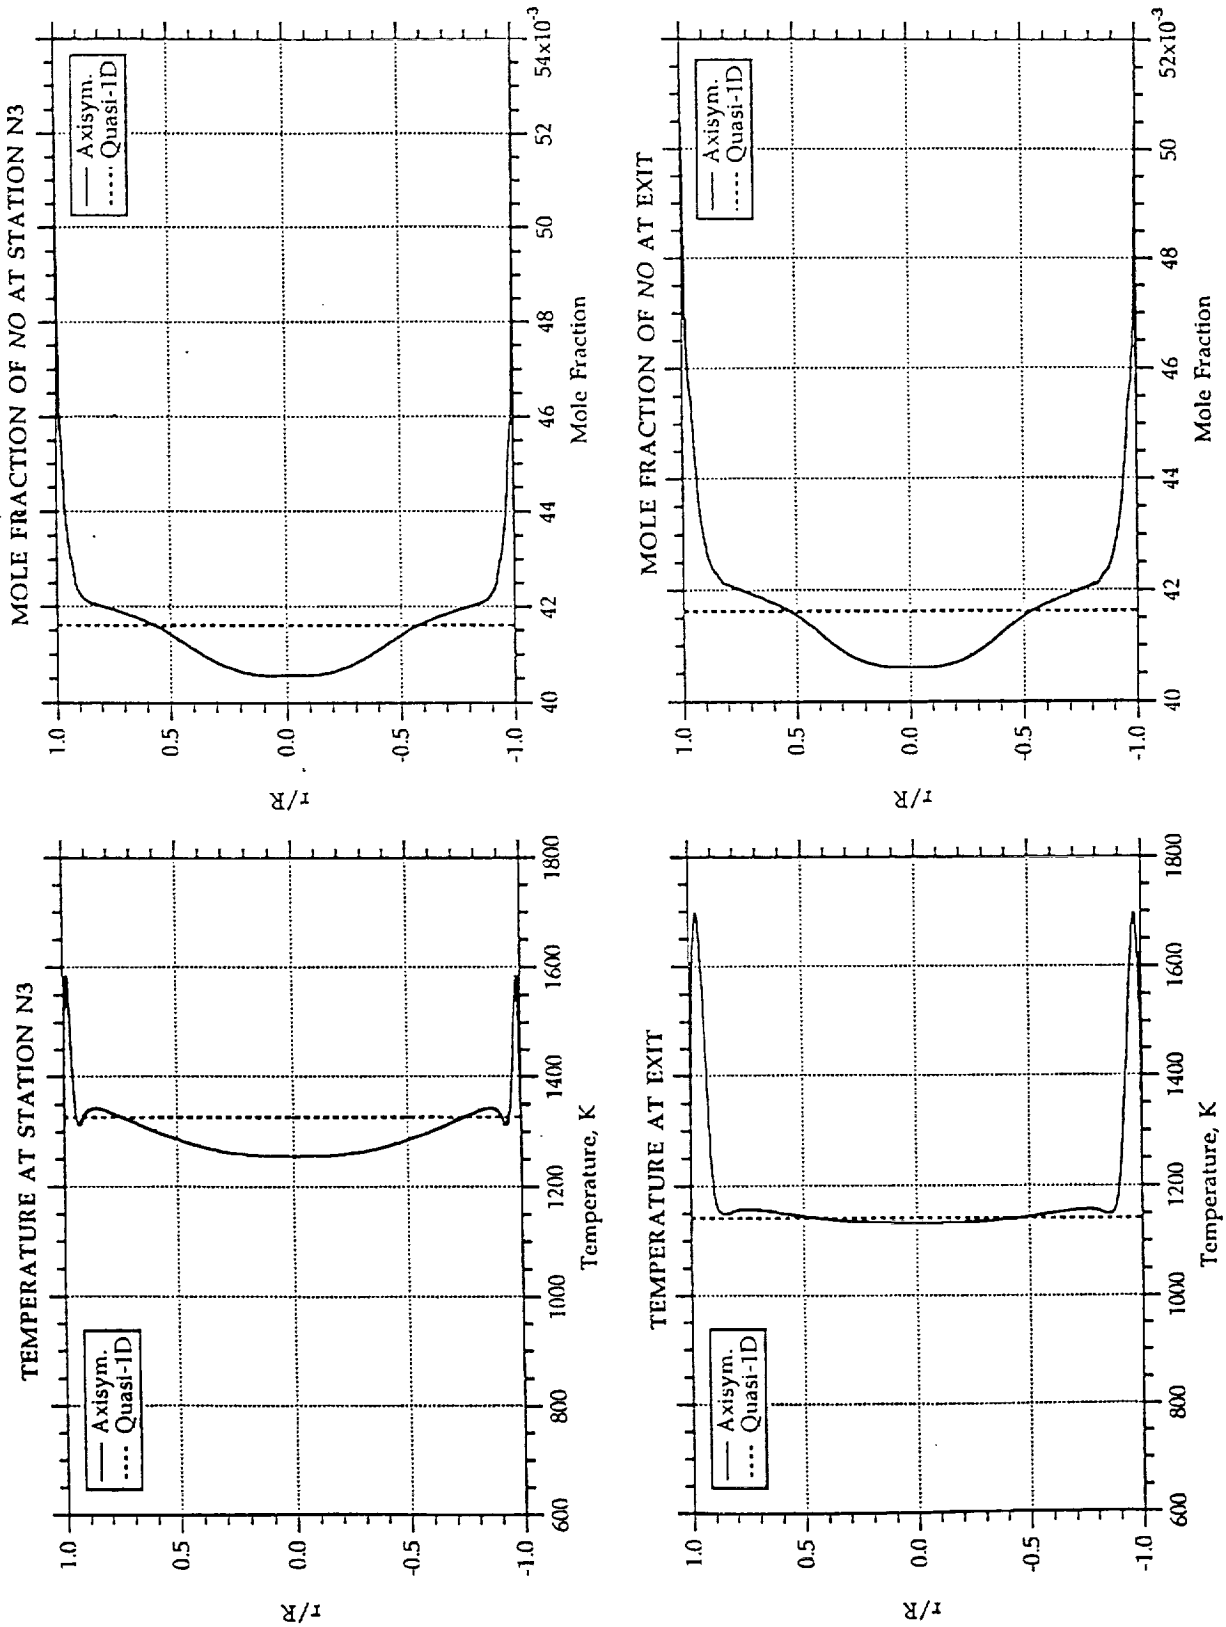 TEMPERATURE AT STATION N3
Axisym.
Quasi-1D
r/R
1.0
0.5
0.0
-0.5
-1.0
600
800
1000
1200
1400
1600
1800
Temperature, K
MOLE FRACTION OF NO AT STATION N3
Axisym.
Quasi-1D
r/R
1.0
0.5
0.0
-0.5
-1.0
40
42
44
46
48
50
52
54x10-3
Mole Fraction
TEMPERATURE AT EXIT
Axisym.
Quasi-1D
r/R
1.0
0.5
0.0
-0.5
-1.0
600
800
1000
1200
1400
1600
1800
Temperature, K
MOLE FRACTION OF NO AT EXIT
Axisym.
Quasi-1D
r/R
1.0
0.5
0.0
-0.5
-1.0
40
42
44
46
48
50
52x10-3
Mole Fraction